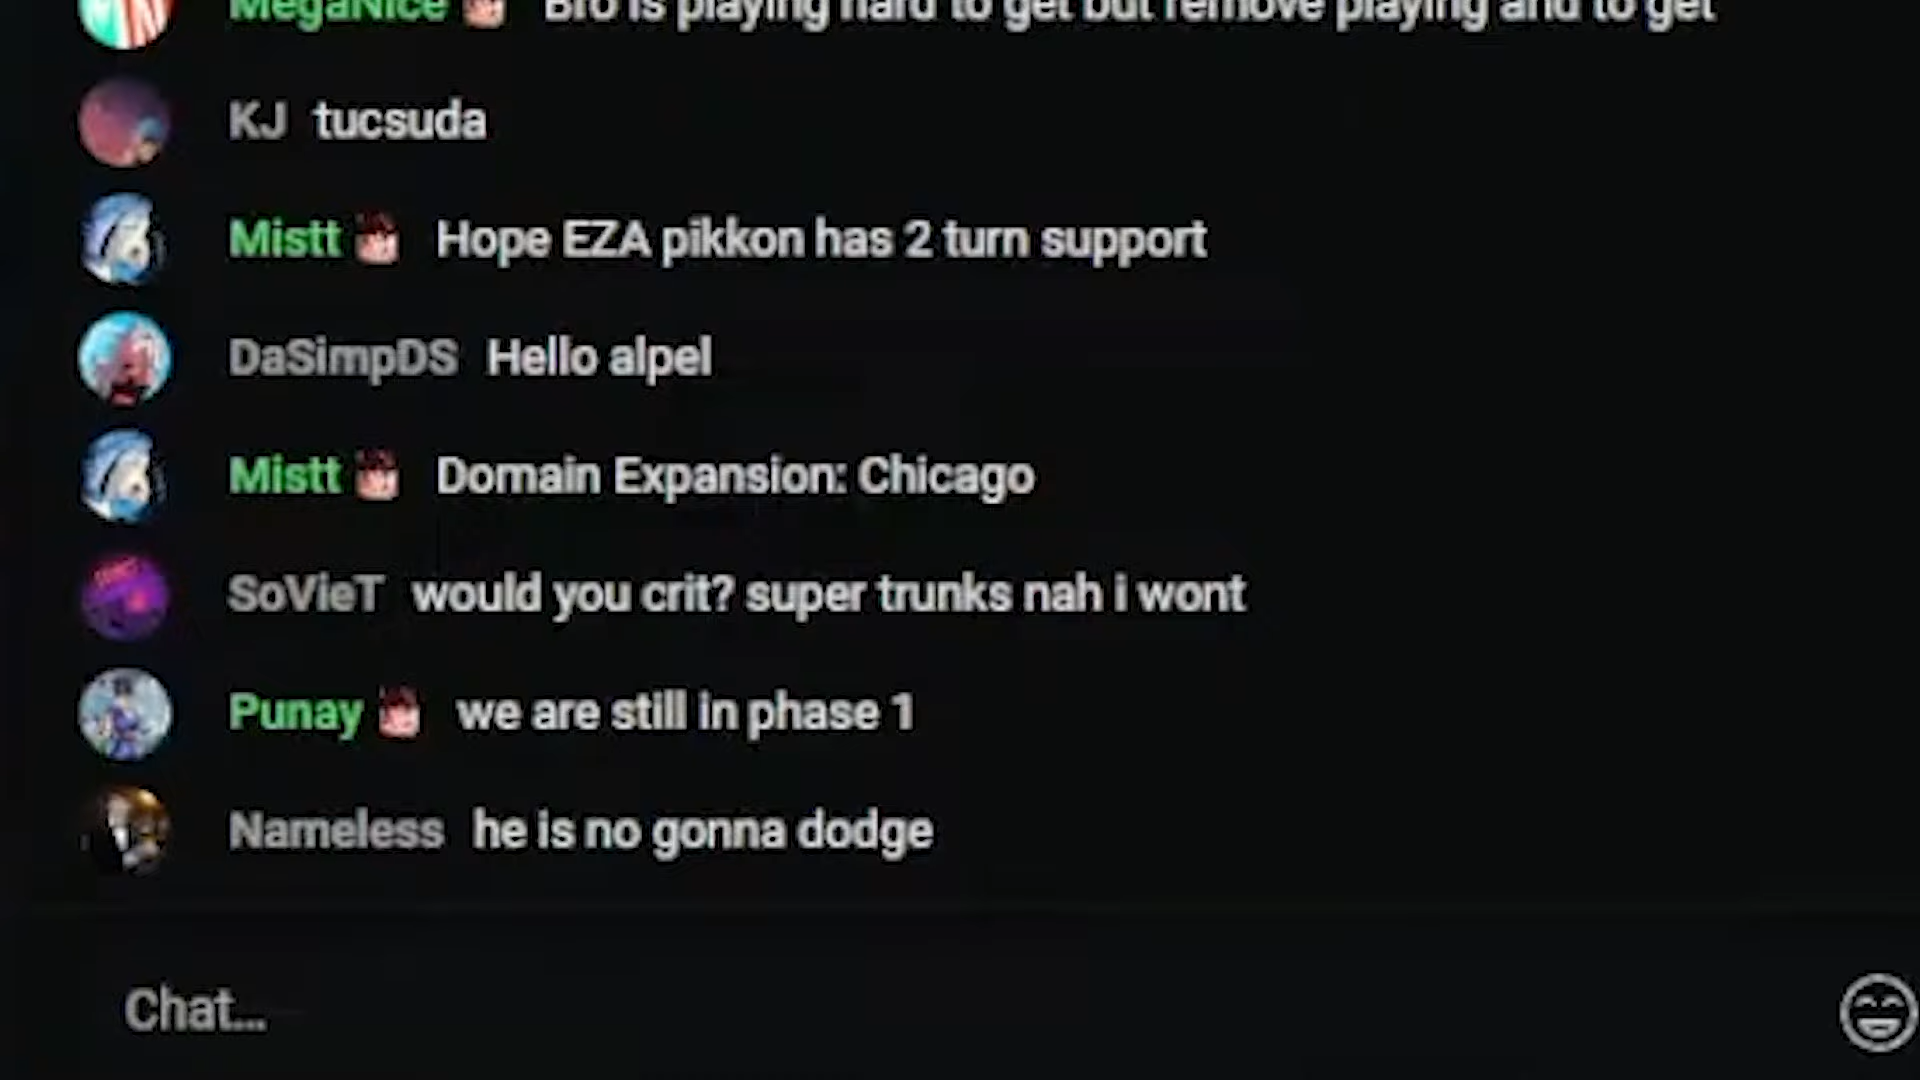 MegaNice Bro is playing hard to get but remove playing and to get
KJ tucsuda
Mistt Hope EZA pikkon has 2 turn support
DaSimpDS Hello alpel
Mistt Domain Expansion: Chicago
SoVieT would you crit? super trunks nah i wont
Punay we are still in phase 1
Nameless he is no gonna dodge
Chat...